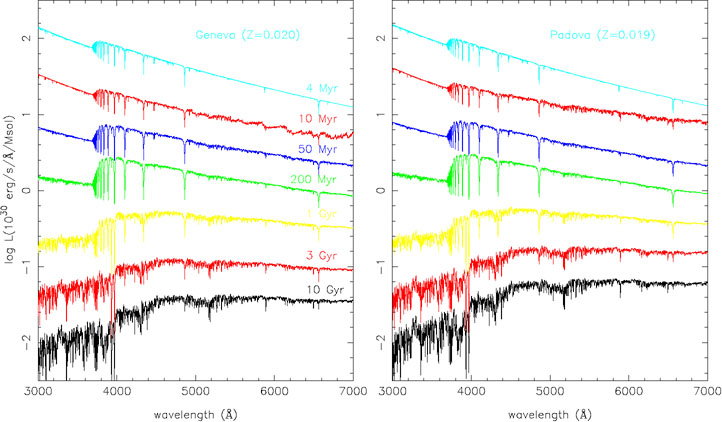 Geneva (Z=0.020)
Padova (Z=0.019)
4 Myr
10 Myr
50 Myr
200 Myr
1 Gyr
3 Gyr
10 Gyr
log L(10³⁰ erg/s/Å/Msol)
2
1
0
−1
−2
2
1
0
−1
−2
3000 4000 5000 6000 7000
3000 4000 5000 6000 7000
wavelength (Å)
wavelength (Å)